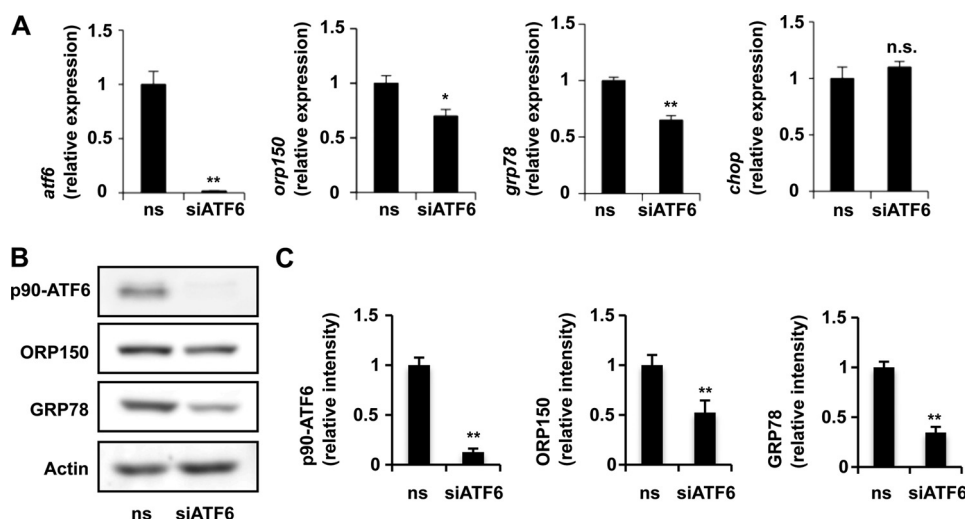 A
atf6
(relative expression)
1.5
1
0.5
0
**
ns siATF6
orp150
(relative expression)
1.5
1
0.5
0
*
ns siATF6
grp78
(relative expression)
1.5
1
0.5
0
**
ns siATF6
chop
(relative expression)
1.5
1
0.5
0
n.s.
ns siATF6
B
p90-ATF6
ORP150
GRP78
Actin
ns siATF6
C
p90-ATF6
(relative intensity)
1.5
1
0.5
0
**
ns siATF6
ORP150
(relative intensity)
1.5
1
0.5
0
**
ns siATF6
GRP78
(relative intensity)
1.5
1
0.5
0
**
ns siATF6